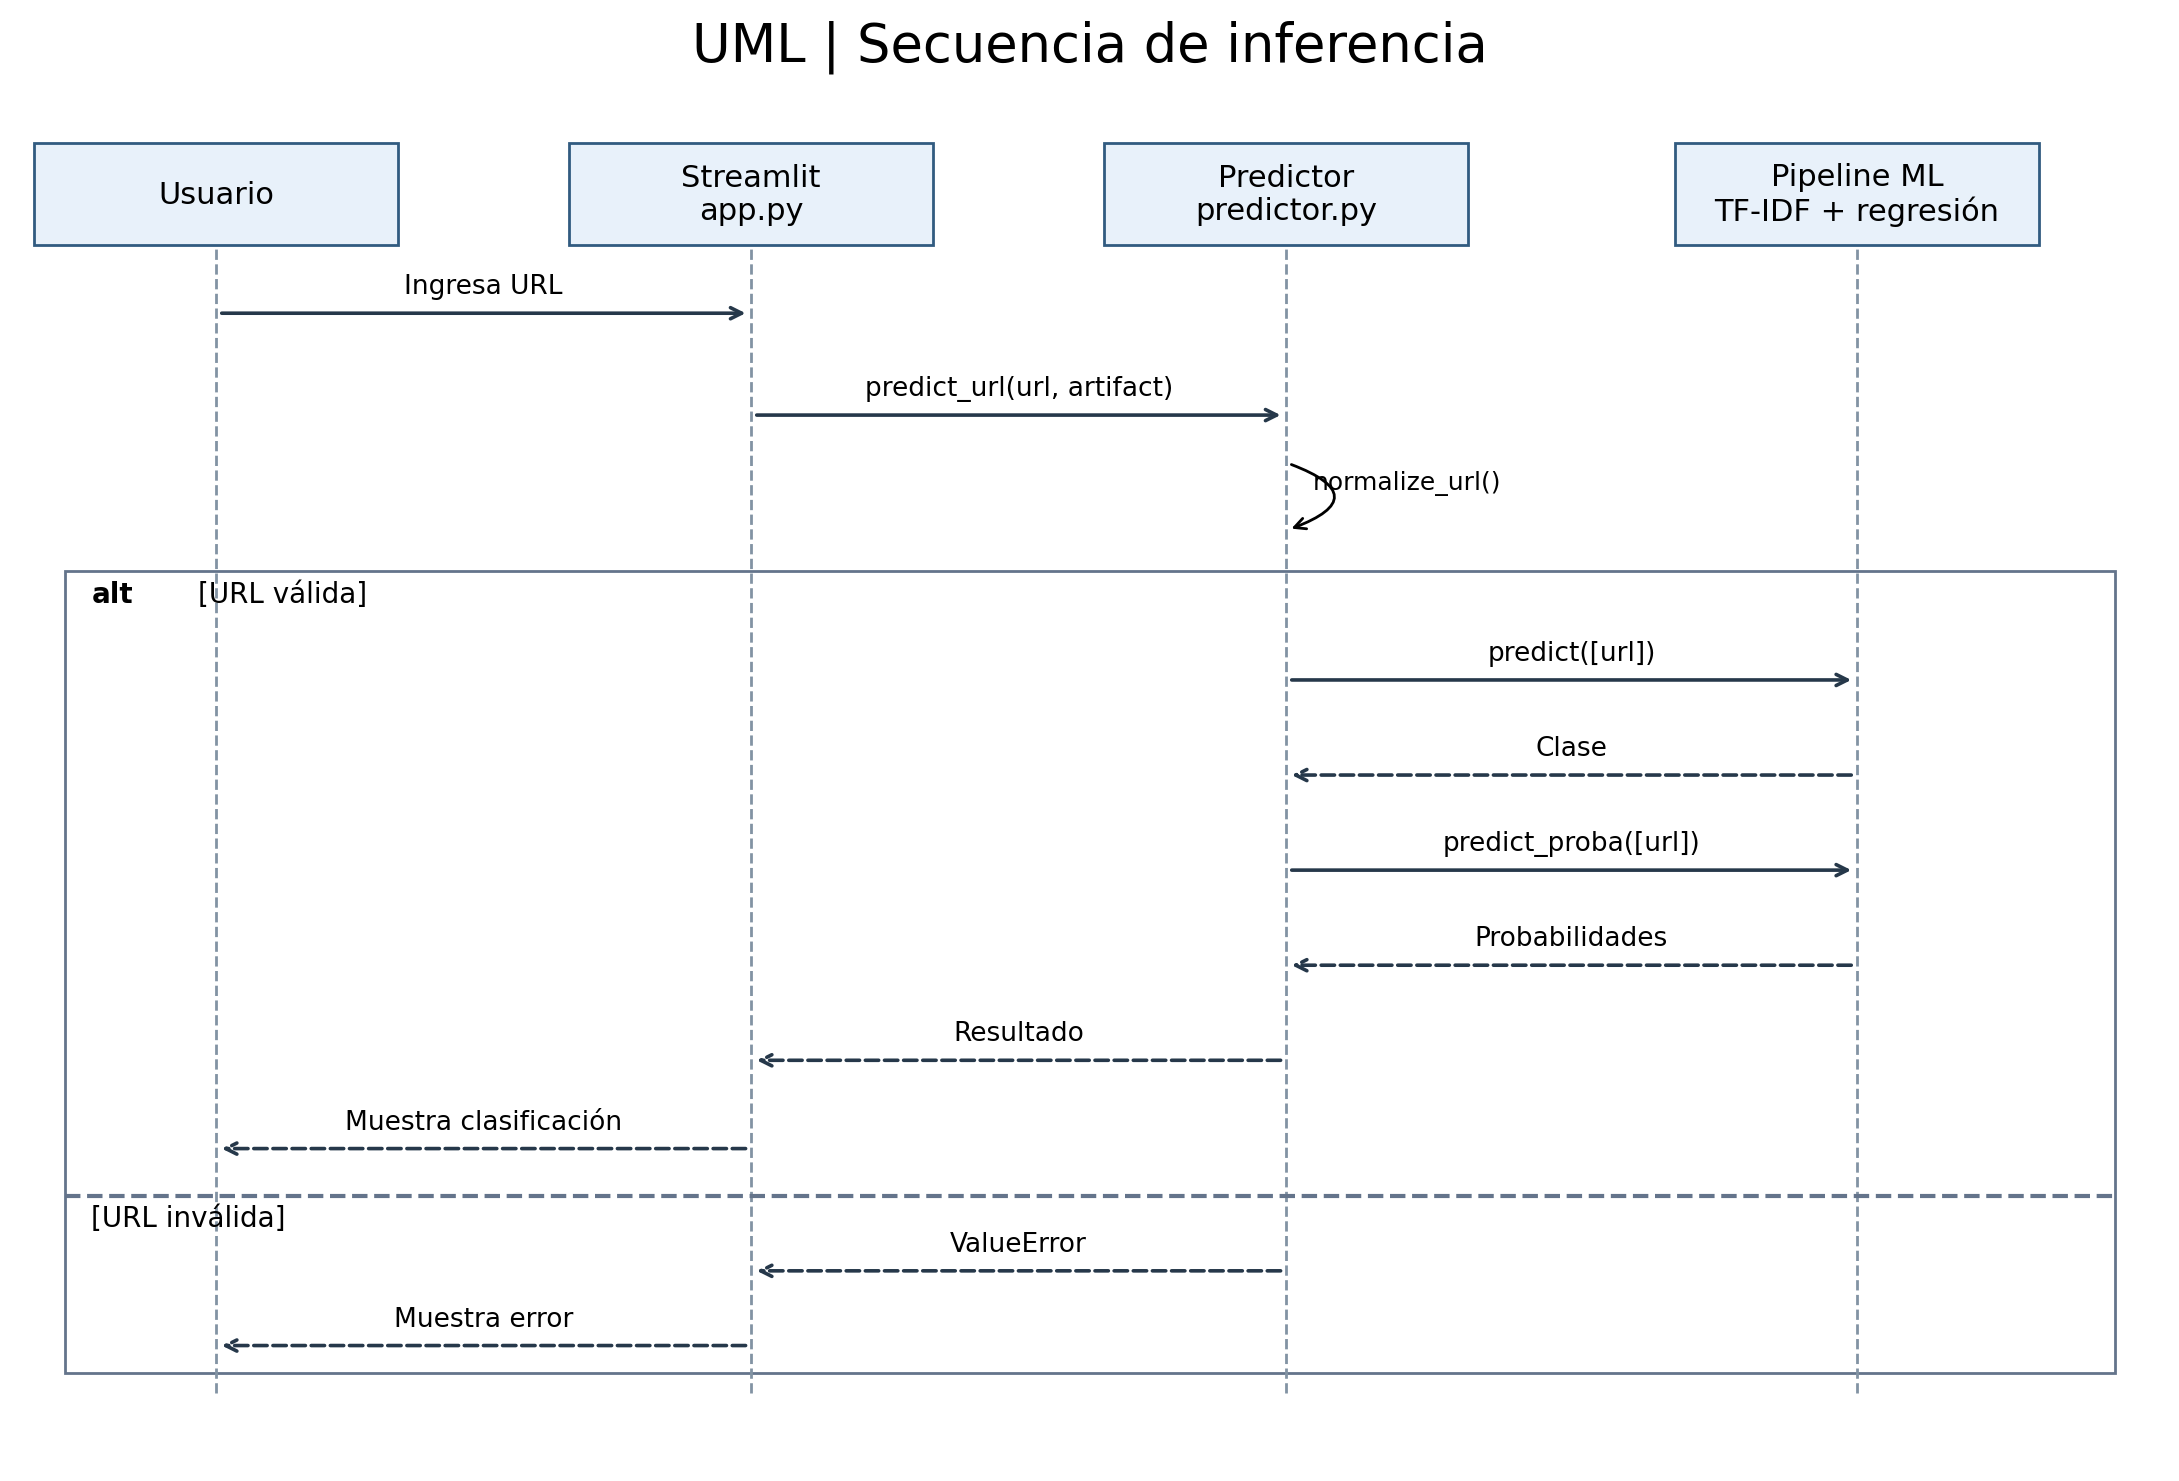 UML | Secuencia de inferencia
Usuario
Streamlit
app.py
Predictor
predictor.py
Pipeline ML
TF-IDF + regresión
Ingresa URL
predict_url(url, artifact)
normalize_url()
alt [URL válida]
predict([url])
Clase
predict_proba([url])
Probabilidades
Resultado
Muestra clasificación
[URL inválida]
ValueError
Muestra error